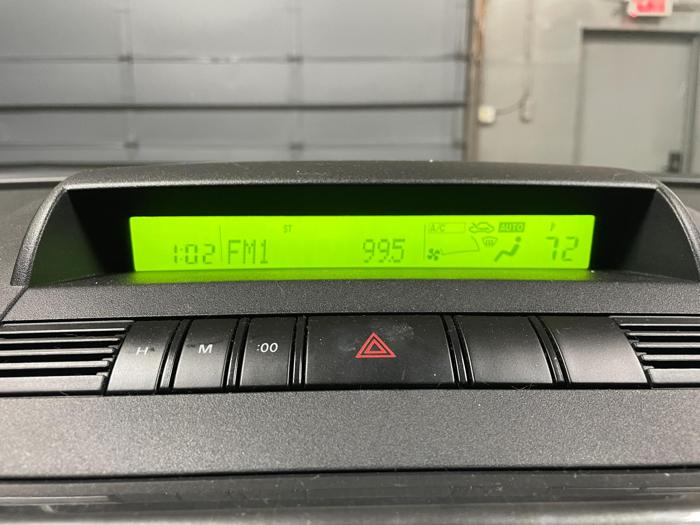 ST A/C AUTO F
1:02 FM1 99.5 72
H M :00